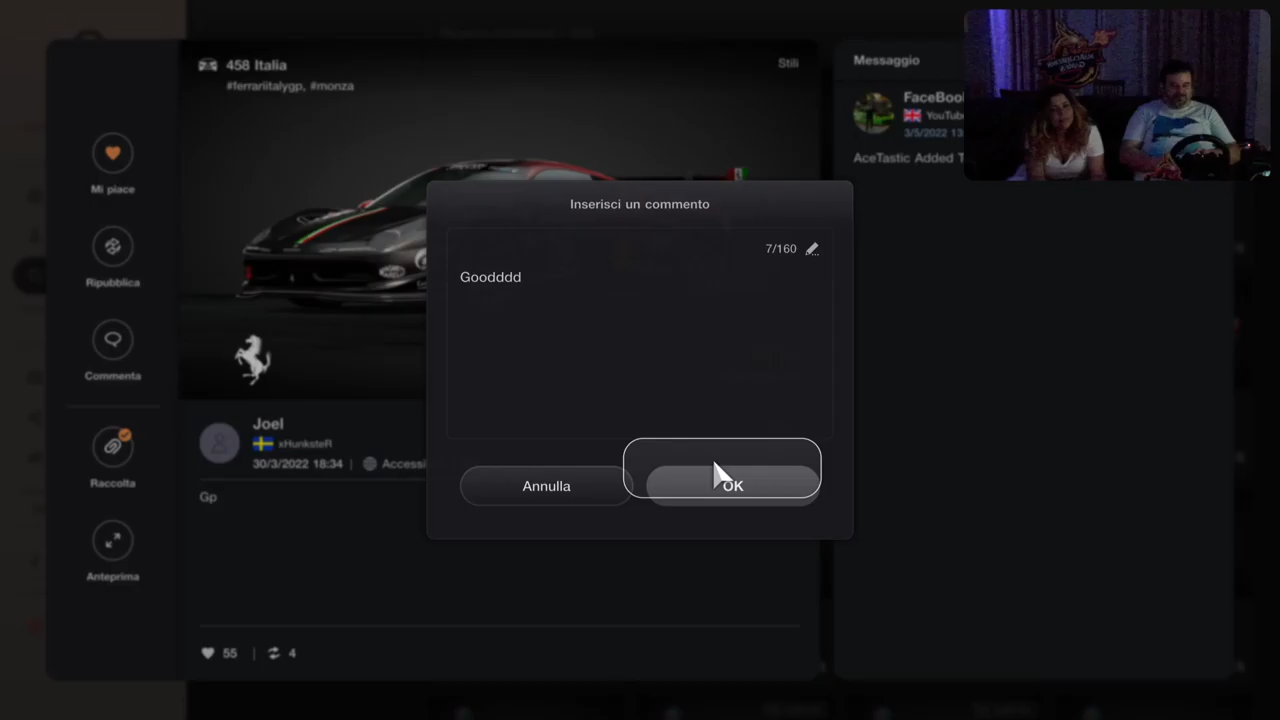 458 Italia
#ferrariitalygp, #monza
Stili
Mi piace
Ripubblica
Commenta
Raccolta
Anteprima
Joel
xHunksteR
30/3/2022 18:34 |
Gp
55 | 4
Inserisci un commento
7/160
Goodddd
Annulla
OK
Messaggio
3/5/2022
AceTastic Added